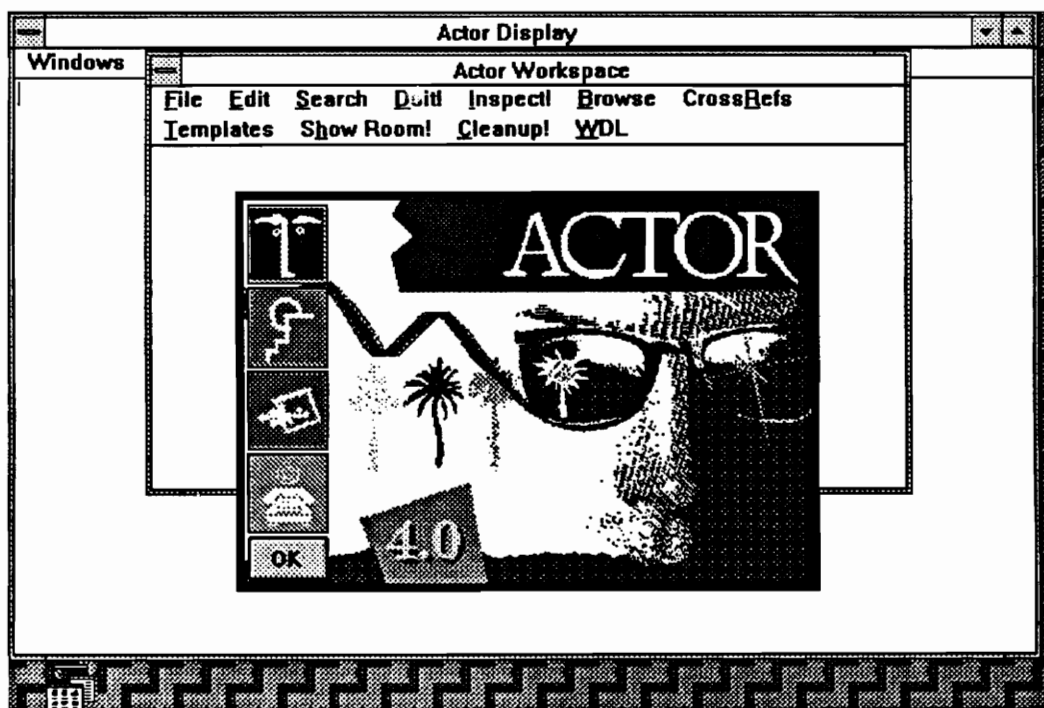 Actor Display
Windows
Actor Workspace
File Edit Search Doit! Inspect! Browse CrossRefs
Templates Show Room! Cleanup! WDL
ACTOR
4.0
OK